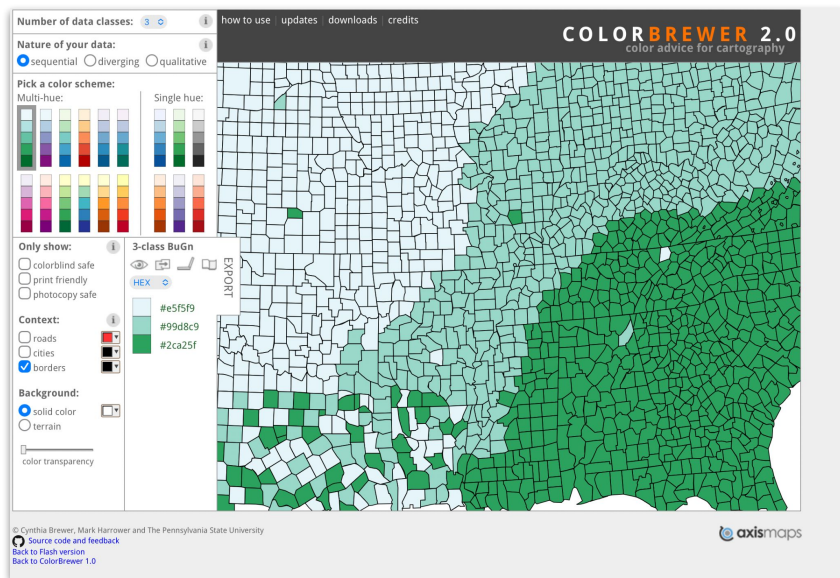 Number of data classes: 3 i
how to use | updates | downloads | credits
COLORBREWER 2.0
color advice for cartography
Nature of your data: i
sequential diverging qualitative
Pick a color scheme:
Multi-hue: Single hue:
Only show: i
colorblind safe
print friendly
photocopy safe
Context: i
roads
cities
borders
Background:
solid color
terrain
color transparency
3-class BuGn
EXPORT
HEX
#e5f5f9
#99d8c9
#2ca25f
© Cynthia Brewer, Mark Harrower and The Pennsylvania State University
Source code and feedback
Back to Flash version
Back to ColorBrewer 1.0
axismaps